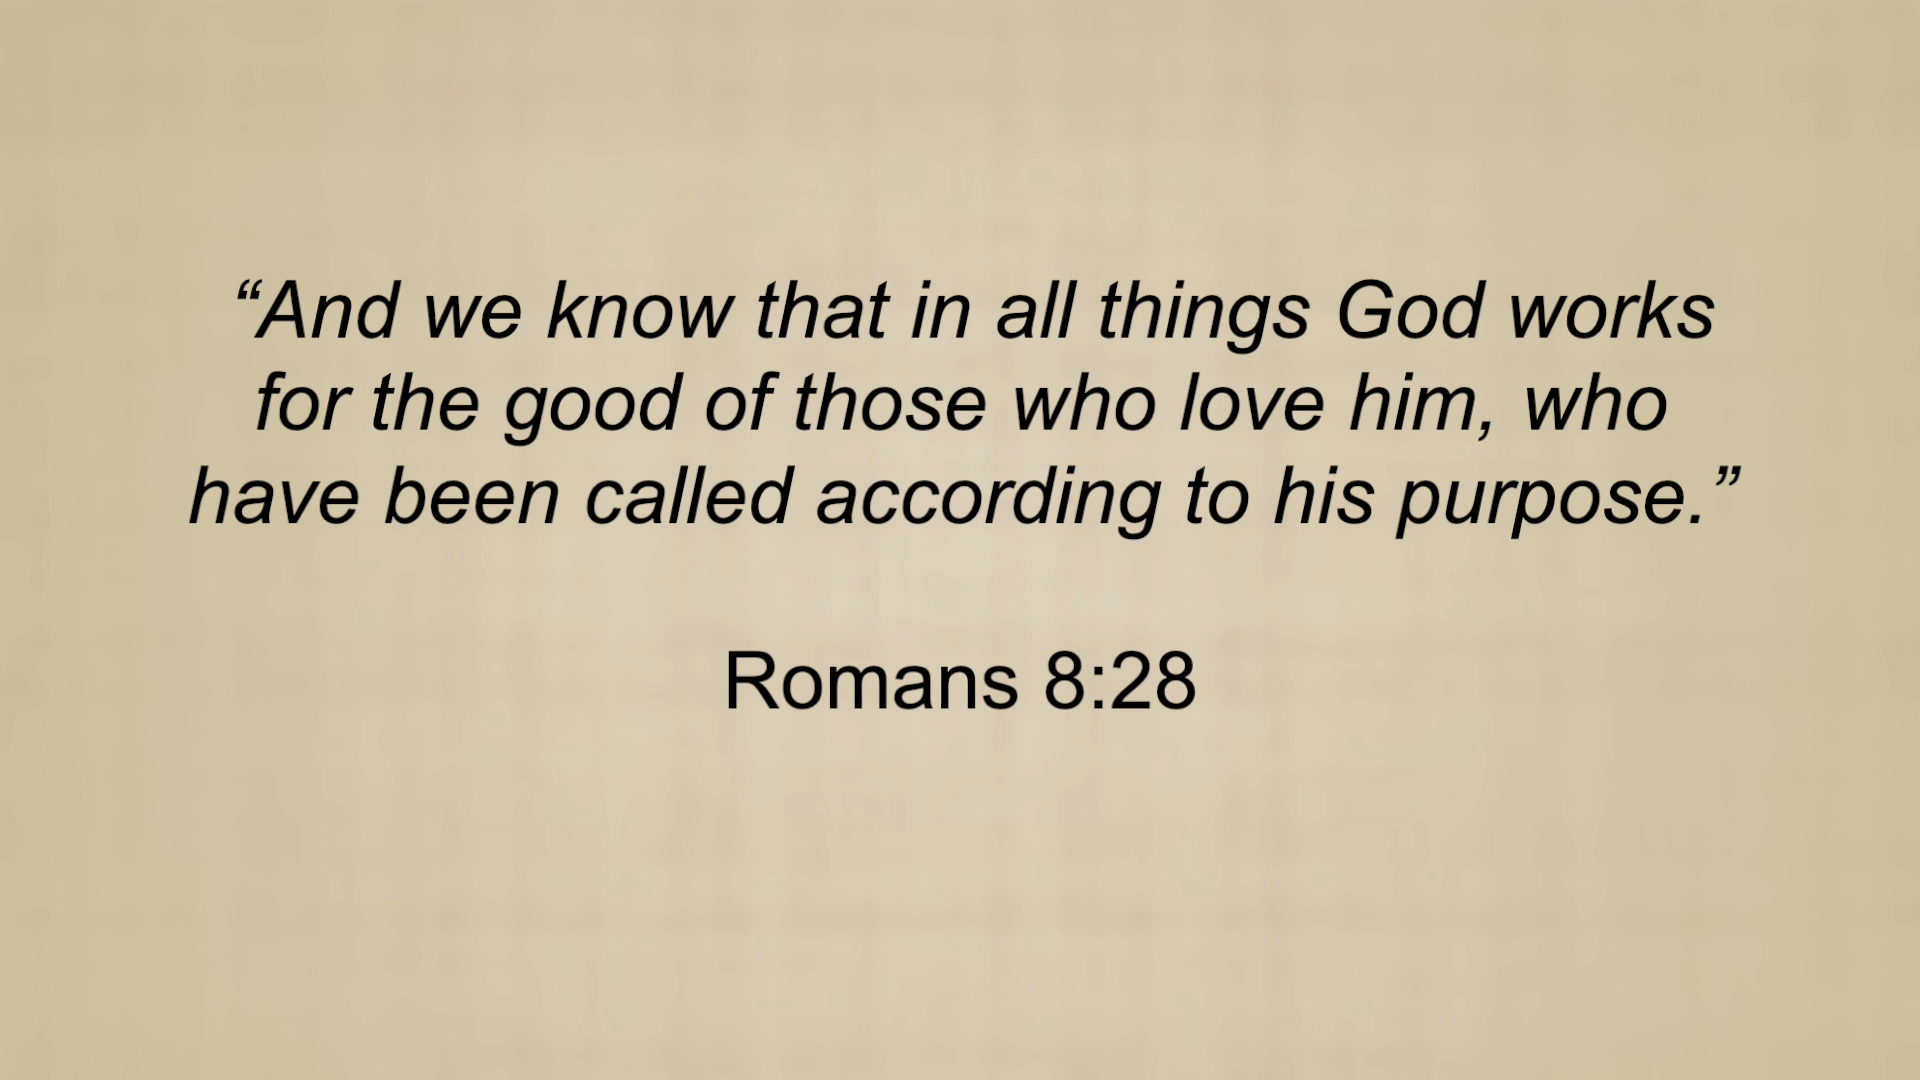 “And we know that in all things God works
for the good of those who love him, who
have been called according to his purpose.”
Romans 8:28